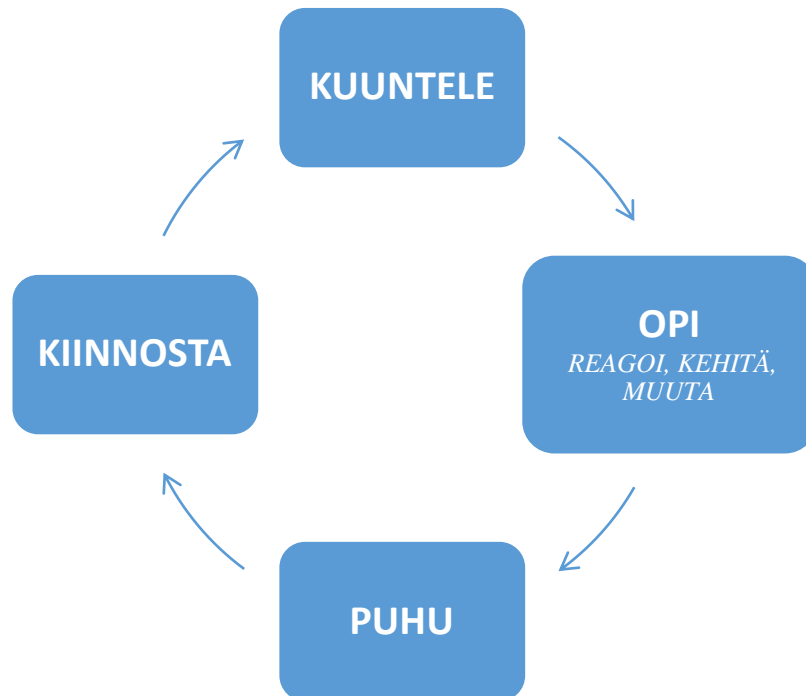 KUUNTELE
OPI
REAGOI, KEHITÄ,
MUUTA
PUHU
KIINNOSTA